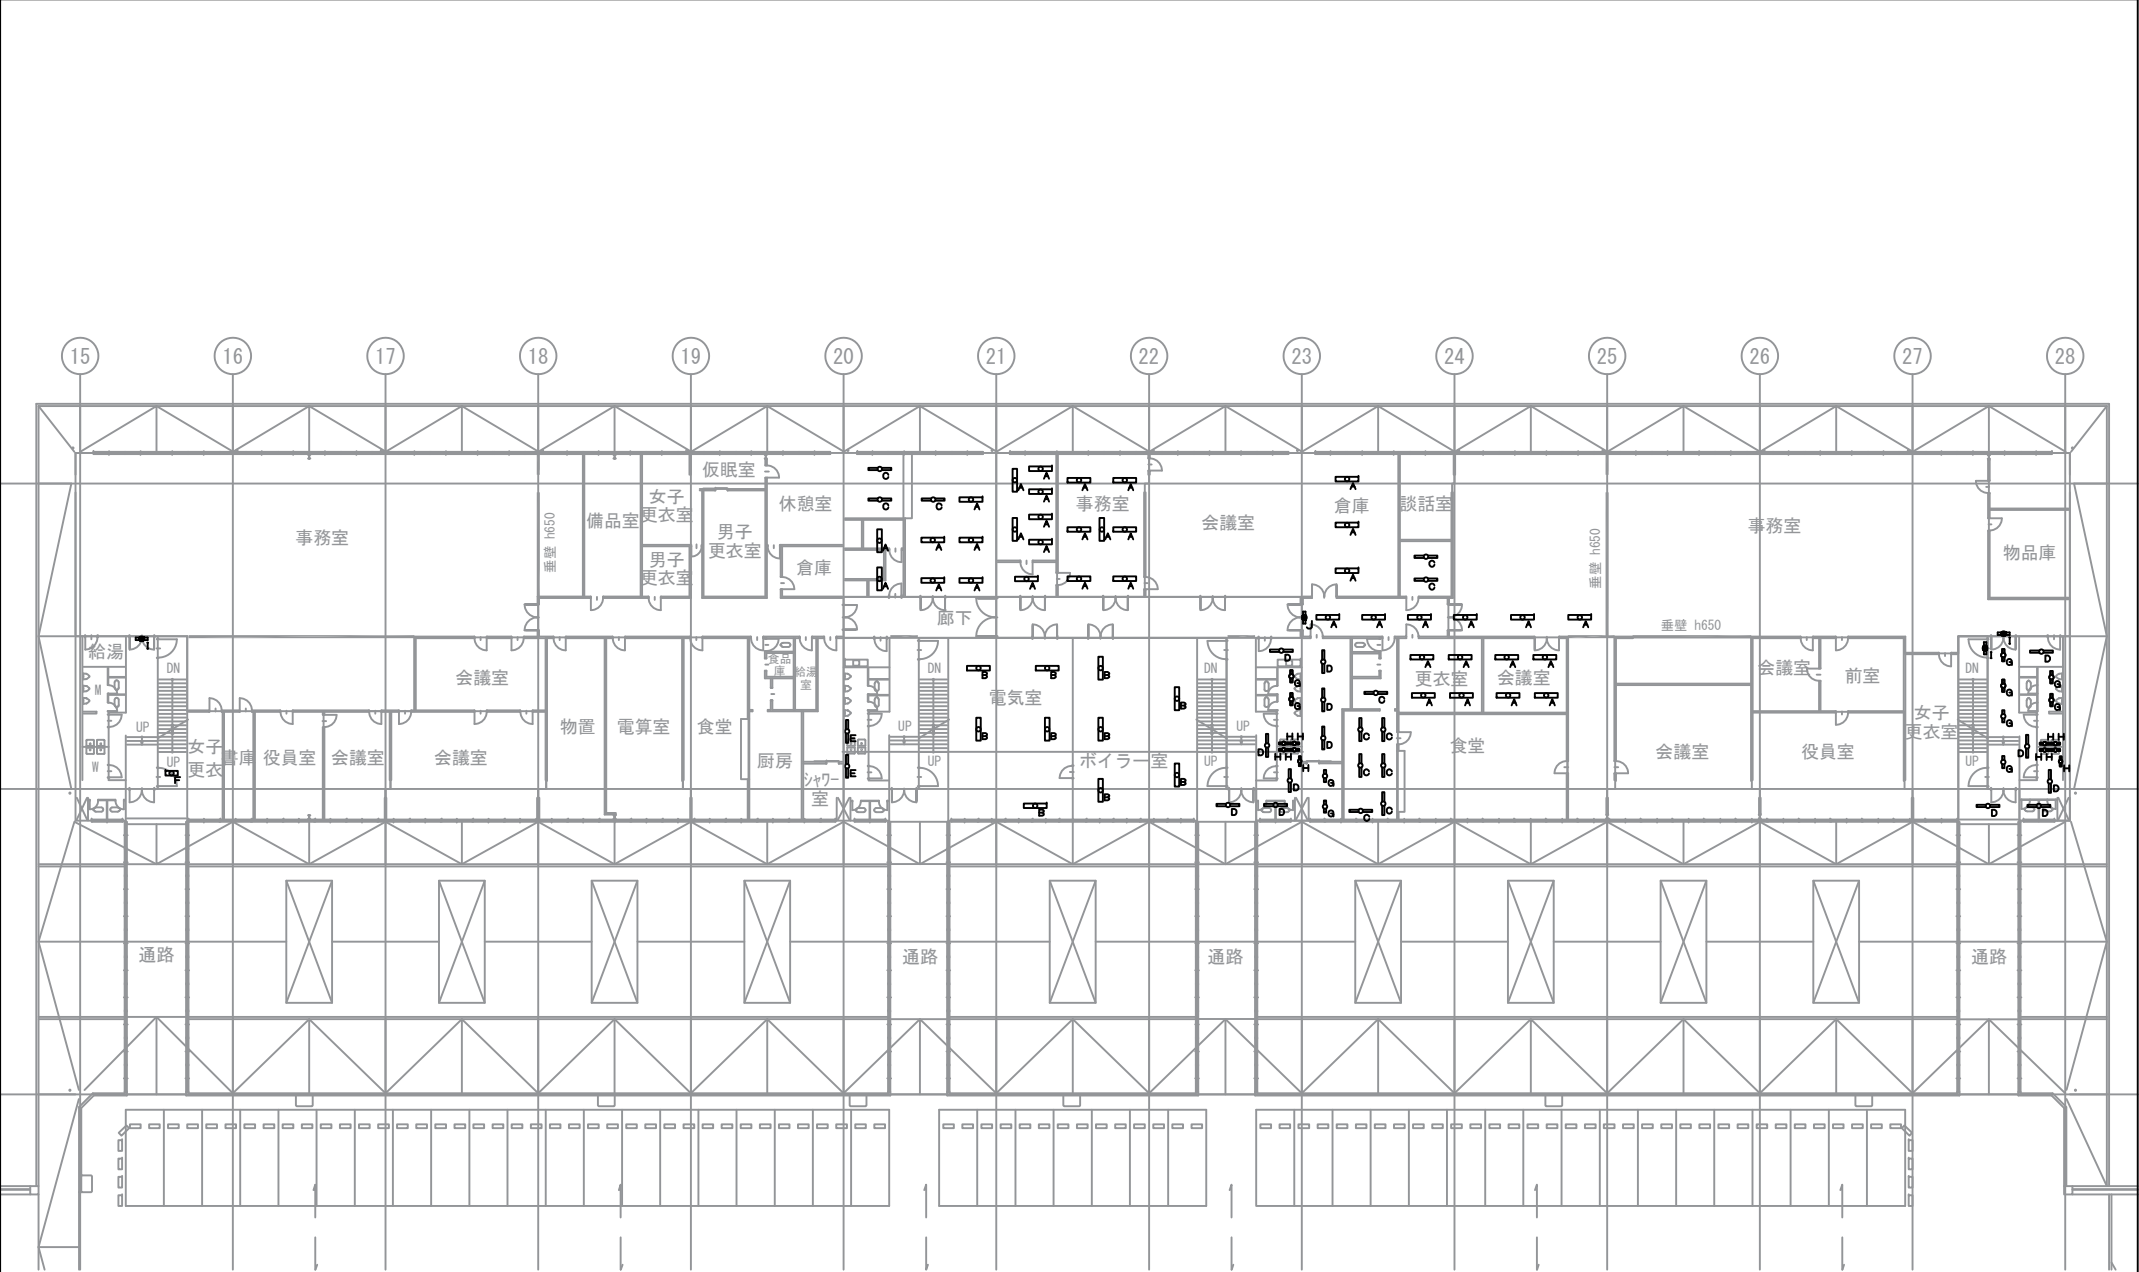 15 16 17 18 19 20 21 22 23 24 25 26 27 28
仮眠室
C A A A A
女子
更衣室
休憩室
事務室
倉庫
談話室
C C A A A
備品室
会議室
事務室
事務室
垂壁 h650
男子
更衣室
A A A A A A A A
垂壁 h650
男子
更衣室
倉庫
C
物品庫
A A A A A A A C
廊下
J A A A A A A
垂壁 h650
I
給湯
DN
食品
庫
給湯
室
DN
DN
D
I
I
G
D
DN
会議室
B B B
電気室
G
D
A A A A
更衣室
会議室
会議室
前室
M
B
G
D
C
A A A A
G
G
G
UP
物置
電算室
食堂
UP
E
B B B
UP
D
C C
食堂
女子
更衣室
G
女子
更衣
書庫
役員室
会議室
会議室
厨房
ボイラー室
D
H H
H H
会議室
役員室
D
H H
H H
W
UP
F
シャワー
室
E
UP
B
B
UP
H
D
G
C C
UP
G
H
D
B
D
D
G
C
C
D
D
通路
通路
通路
通路